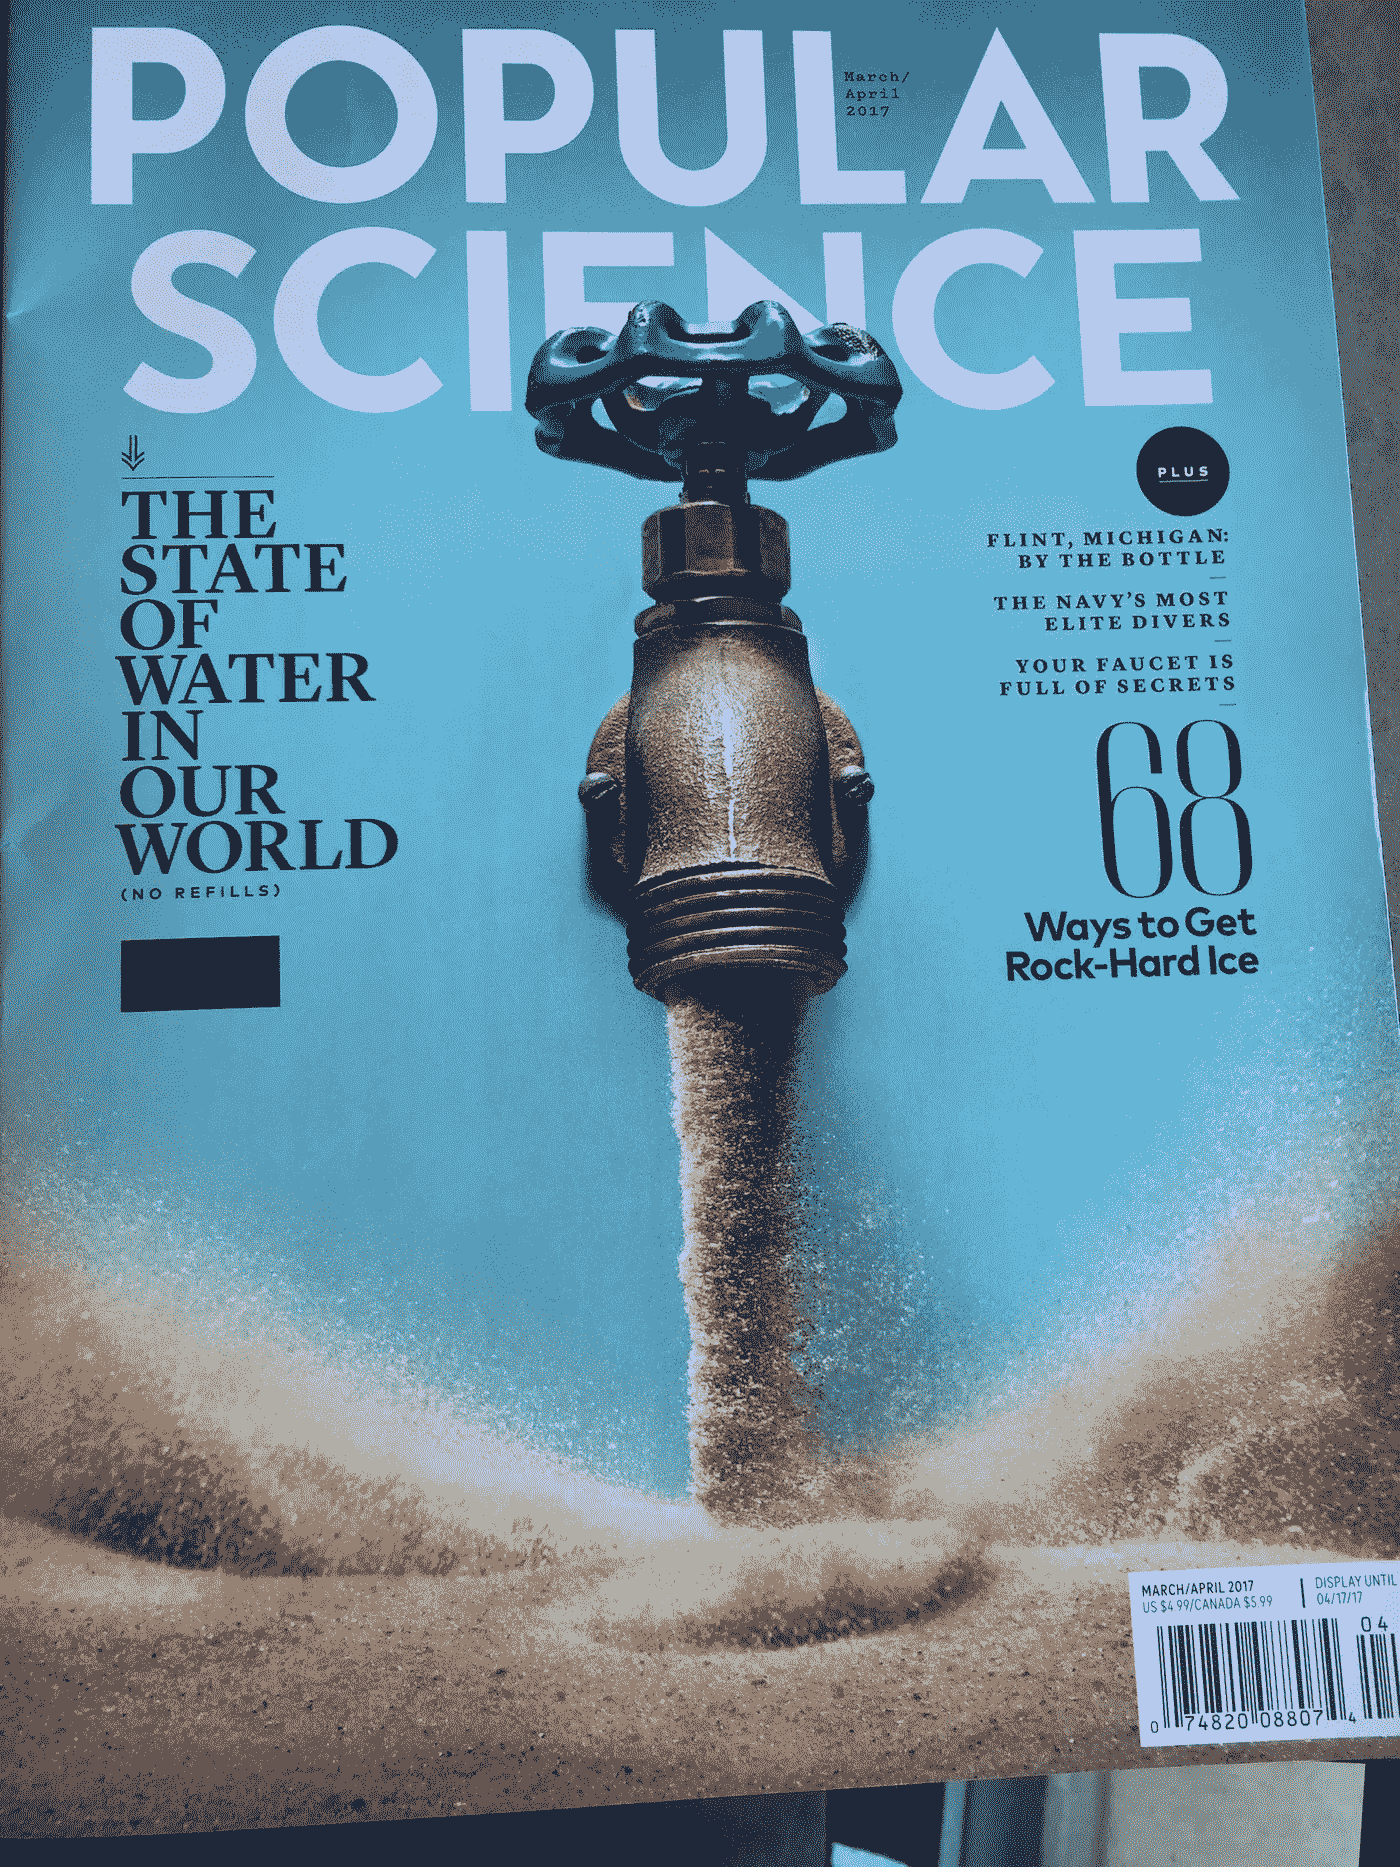 POPULAR
March/
April
2017
SCIENCE
THE
STATE
OF
WATER
IN
OUR
WORLD
(NO REFILLS)
PLUS
FLINT, MICHIGAN:
BY THE BOTTLE
THE NAVY'S MOST
ELITE DIVERS
YOUR FAUCET IS
FULL OF SECRETS
68
Ways to Get
Rock-Hard Ice
MARCH/APRIL 2017
US $4.99/CANADA $5.99
DISPLAY UNTIL
04/17/17
04
0 74820 08807 4